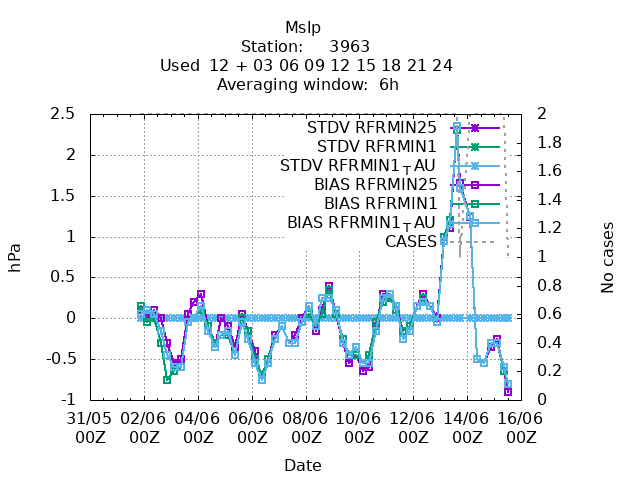 Mslp
Station:     3963
Used  12 + 03 06 09 12 15 18 21 24
Averaging window:  6h
2.5
2
1.5
1
0.5
0
-0.5
-1
2
1.8
1.6
1.4
1.2
1
0.8
0.6
0.4
0.2
0
hPa
No cases
STDV RFRMIN25
STDV RFRMIN1
STDV RFRMIN1_TAU
BIAS RFRMIN25
BIAS RFRMIN1
BIAS RFRMIN1_TAU
CASES
31/05 02/06 04/06 06/06 08/06 10/06 12/06 14/06 16/06
00Z 00Z 00Z 00Z 00Z 00Z 00Z 00Z 00Z
Date